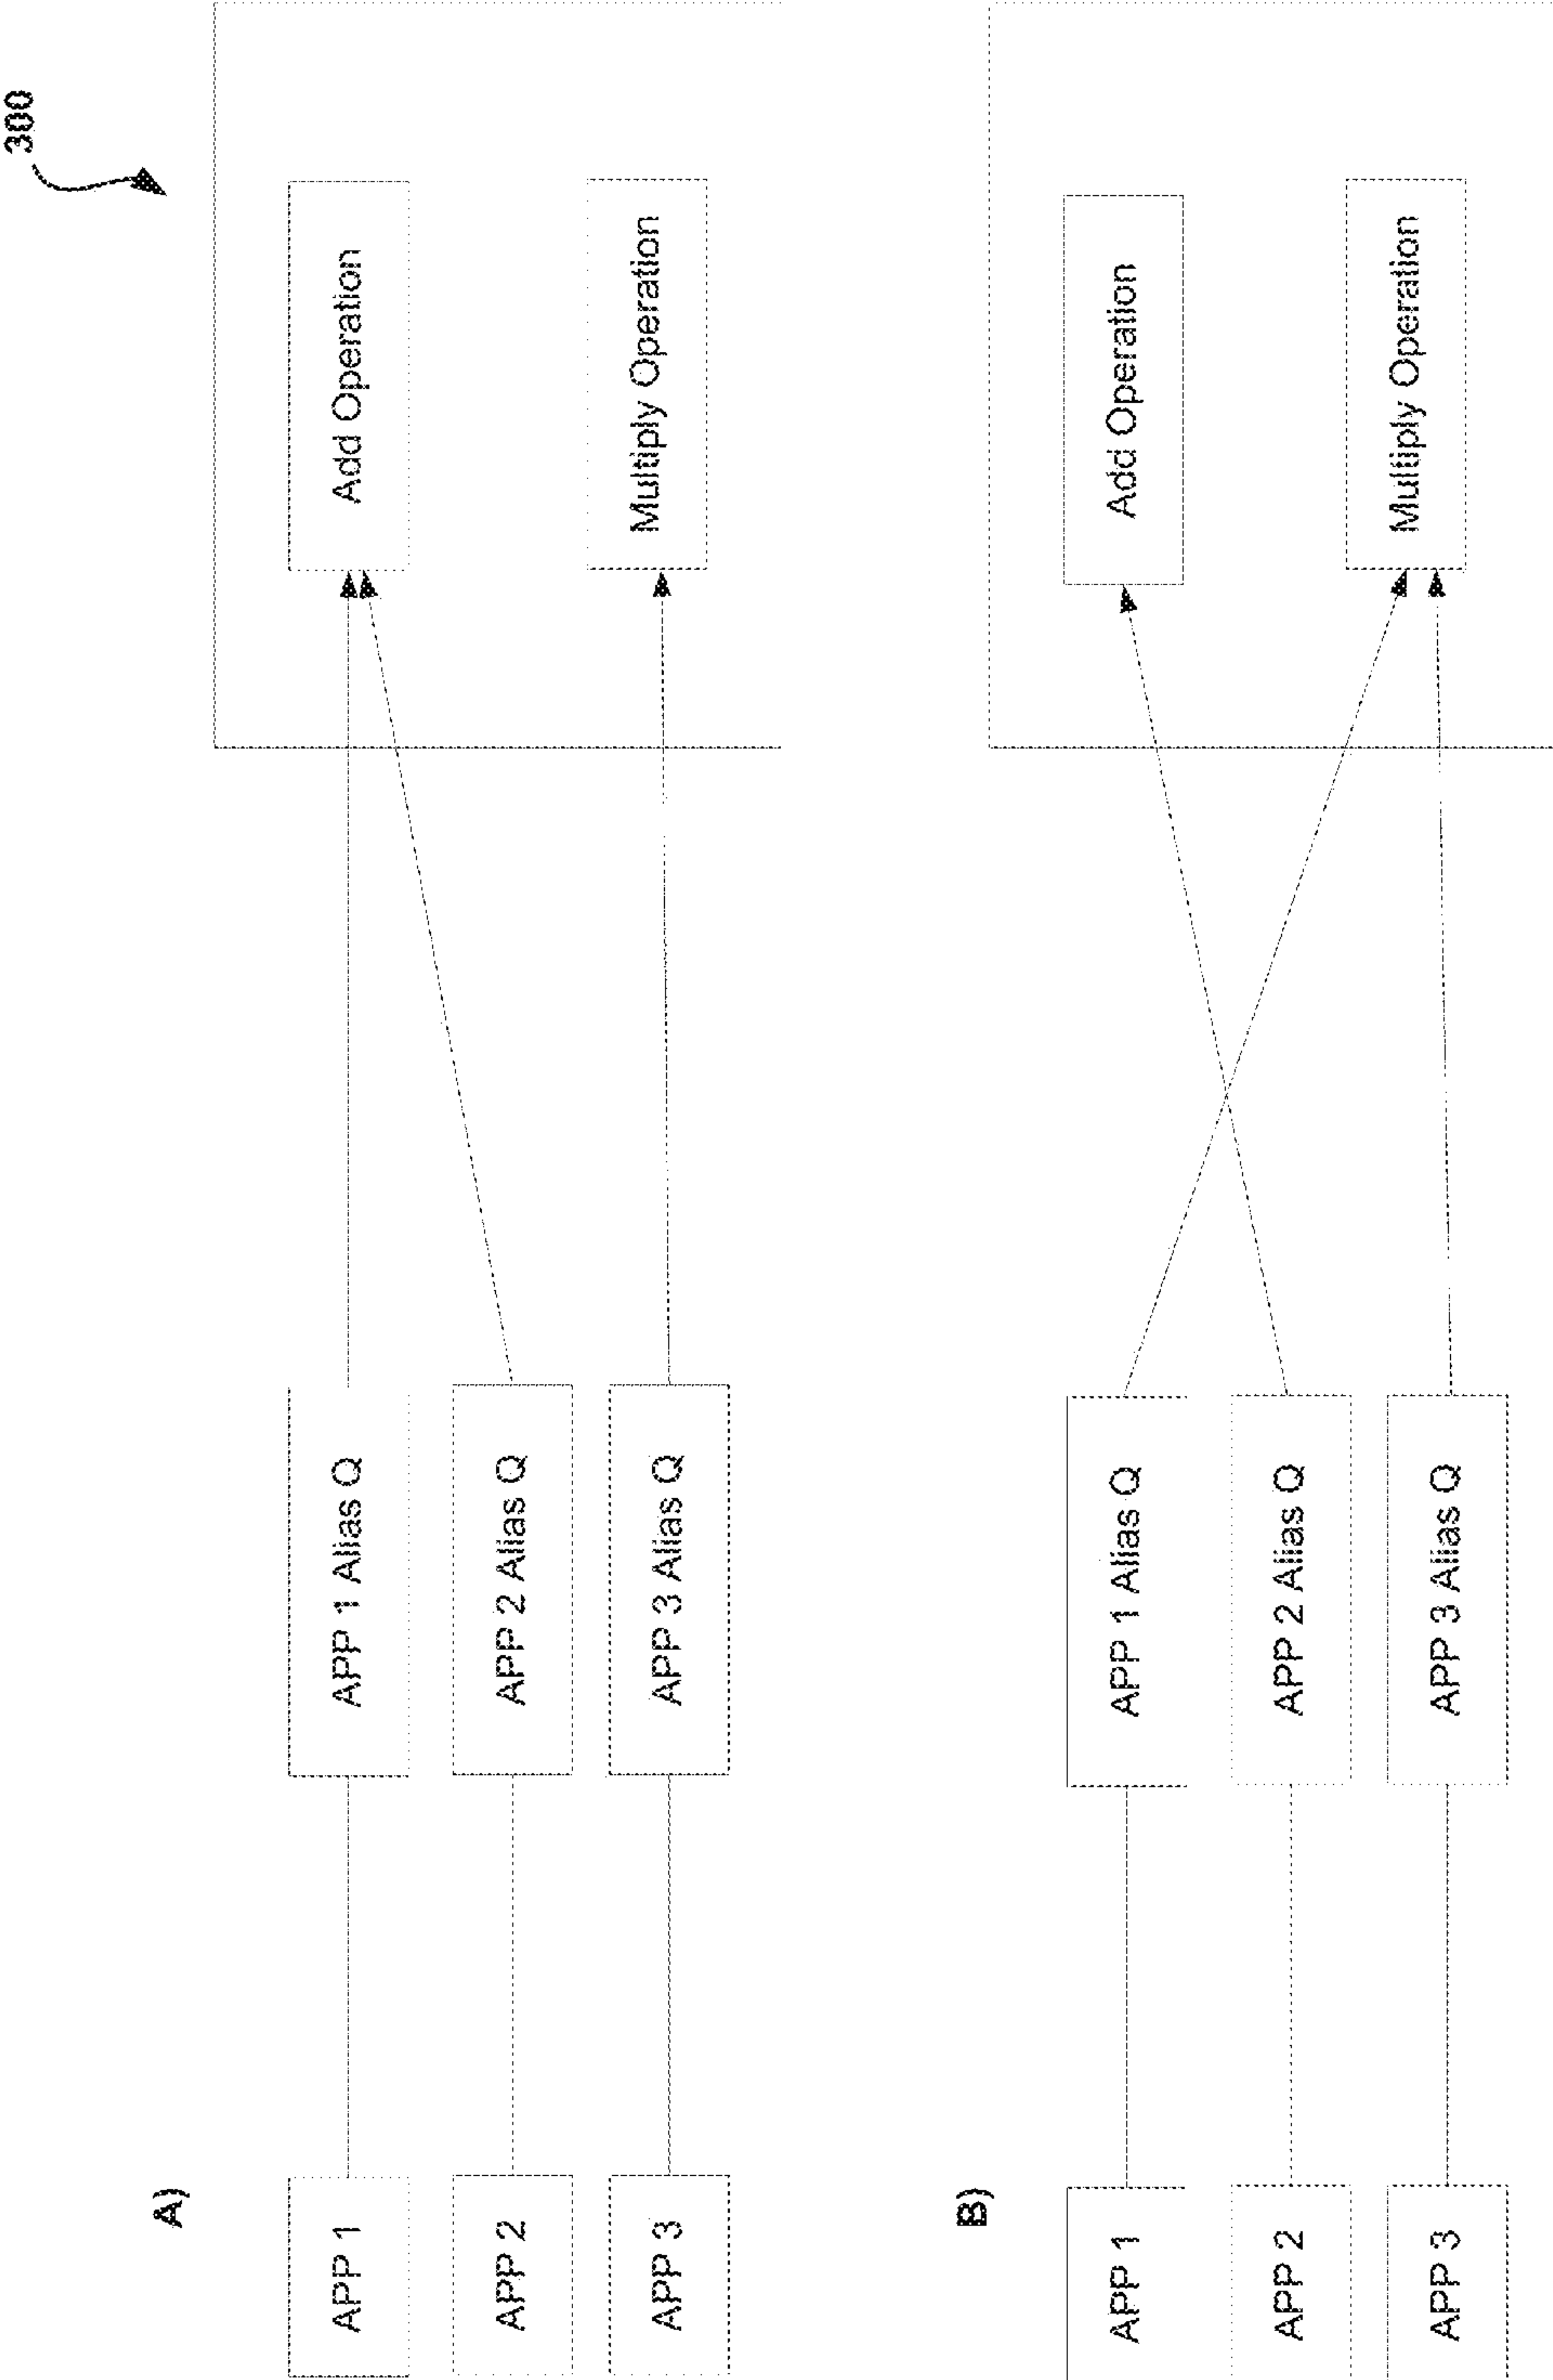 300
A)
APP 1
APP 1 Alias Q
Add Operation
APP 2
APP 2 Alias Q
APP 3
APP 3 Alias Q
Multiply Operation
B)
APP 1
APP 1 Alias Q
Add Operation
APP 2
APP 2 Alias Q
APP 3
APP 3 Alias Q
Multiply Operation